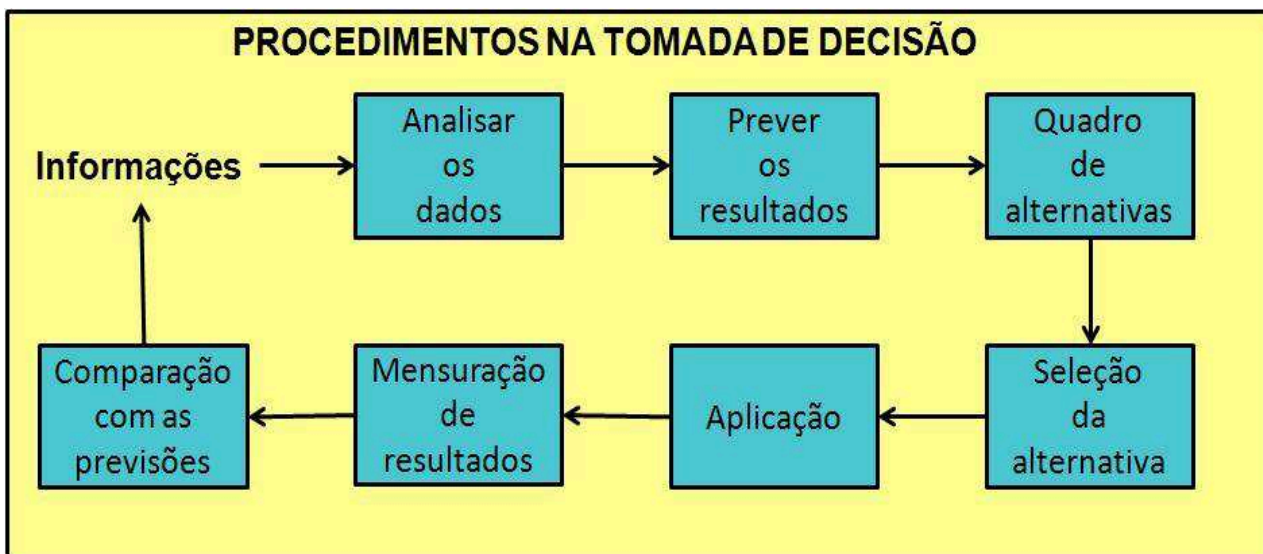 PROCEDIMENTOS NA TOMADA DE DECISÃO
Informações
Analisar
os
dados
Prever
os
resultados
Quadro
de
alternativas
Seleção
da
alternativa
Aplicação
Mensuração
de
resultados
Comparação
com as
previsões